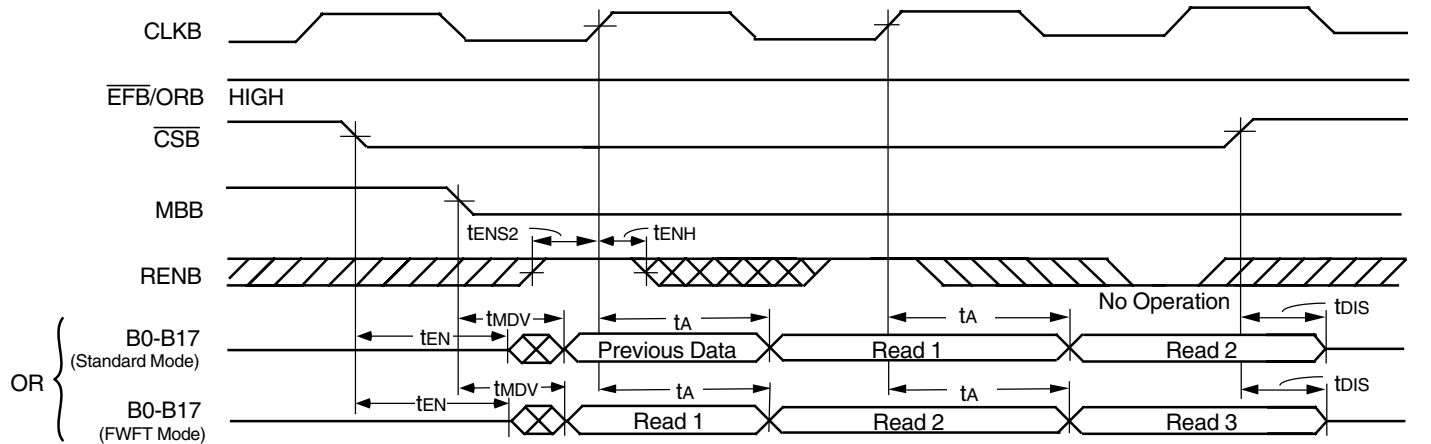 CLKB
EFB/ORB HIGH
CSB
MBB
tENS2 tENH
RENB
No Operation
tMDV tA tA tDIS
B0-B17 tEN
(Standard Mode) Previous Data Read 1 Read 2
OR
tMDV tA tA tDIS
B0-B17 tEN
(FWFT Mode) Read 1 Read 2 Read 3